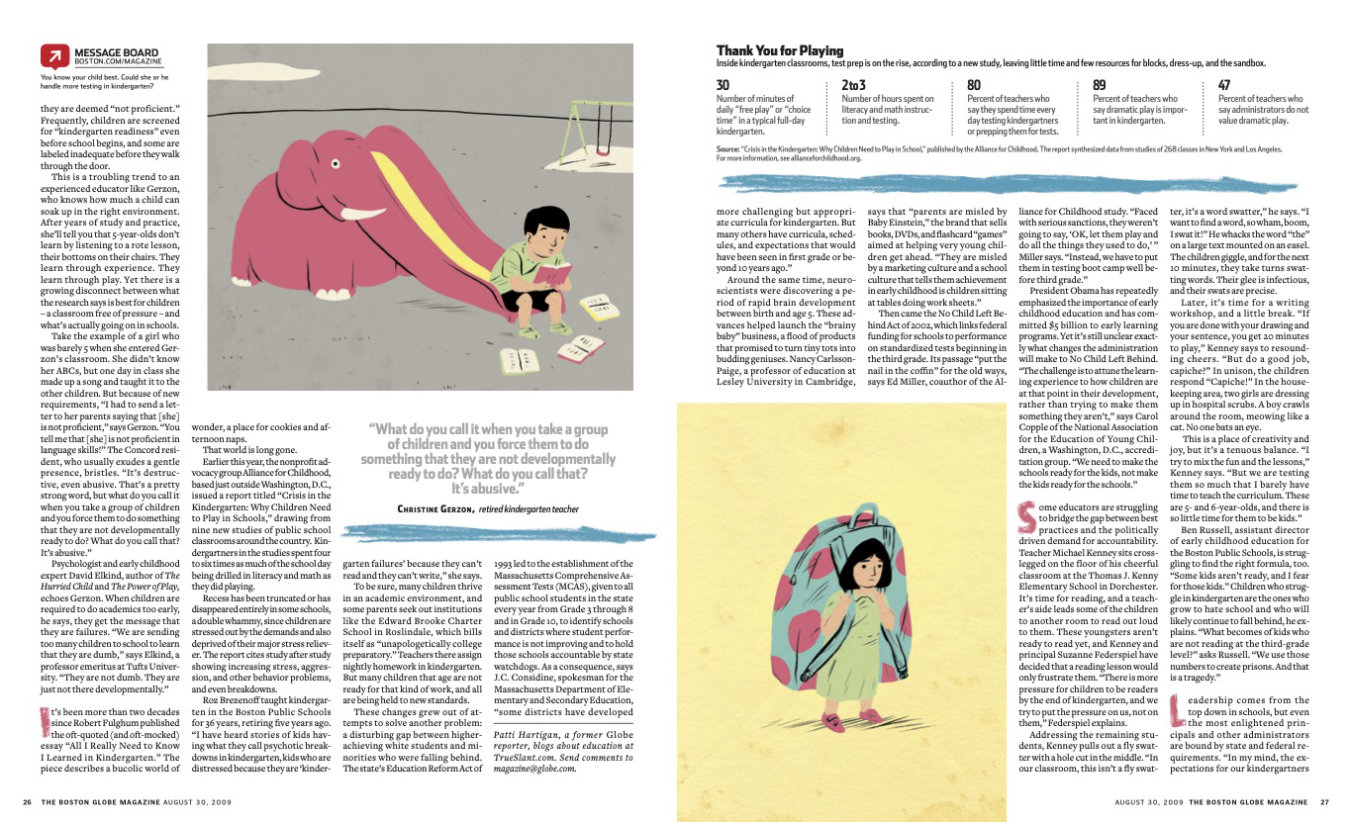 MESSAGE BOARD
BOSTON.COM/MAGAZINE
You know your child best. Could she or he
handle more testing in kindergarten?
they are deemed “not proficient.”
Frequently, children are screened
for “kindergarten readiness” even
before school begins, and some are
labeled inadequate before they walk
through the door.
This is a troubling trend to an
experienced educator like Gerzon,
who knows how much a child can
soak up in the right environment.
After years of study and practice,
she’ll tell you that 5-year-olds don’t
learn by listening to a rote lesson,
their bottoms on their chairs. They
learn through experience. They
learn through play. Yet there is a
growing disconnect between what
the research says is best for children
– a classroom free of pressure – and
what’s actually going on in schools.
Take the example of a girl who
was barely 5 when she entered Ger-
zon’s classroom. She didn’t know
her ABCs, but one day in class she
made up a song and taught it to the
other children. But because of new
requirements, “I had to send a let-
ter to her parents saying that [she]
is not proficient,” says Gerzon. “You
tell me that [she] is not proficient in
language skills!” The Concord resi-
dent, who usually exudes a gentle
presence, bristles. “It’s destruc-
tive, even abusive. That’s a pretty
strong word, but what do you call it
when you take a group of children
and you force them to do something
that they are not developmentally
ready to do? What do you call that?
It’s abusive.”
Psychologist and early childhood
expert David Elkind, author of The
Hurried Child and The Power of Play,
echoes Gerzon. When children are
required to do academics too early,
he says, they get the message that
they are failures. “We are sending
too many children to school to learn
that they are dumb,” says Elkind, a
professor emeritus at Tufts Univer-
sity. “They are not dumb. They are
just not there developmentally.”
It’s been more than two decades
since Robert Fulghum published
the oft-quoted (and oft-mocked)
essay “All I Really Need to Know
I Learned in Kindergarten.” The
piece describes a bucolic world of
wonder, a place for cookies and af-
ternoon naps.
That world is long gone.
Earlier this year, the nonprofit ad-
vocacy group Alliance for Childhood,
based just outside Washington, D.C.,
issued a report titled “Crisis in the
Kindergarten: Why Children Need
to Play in Schools,” drawing from
nine new studies of public school
classrooms around the country. Kin-
dergartners in the studies spent four
to six times as much of the school day
being drilled in literacy and math as
they did playing.
Recess has been truncated or has
disappeared entirely in some schools,
a double whammy, since children are
stressed out by the demands and also
deprived of their major stress reliev-
er. The report cites study after study
showing increasing stress, aggres-
sion, and other behavior problems,
and even breakdowns.
Roz Brezenoff taught kindergar-
ten in the Boston Public Schools
for 36 years, retiring five years ago.
“I have heard stories of kids hav-
ing what they call psychotic break-
downs in kindergarten, kids who are
distressed because they are ‘kinder-
“What do you call it when you take a group
of children and you force them to do
something that they are not developmentally
ready to do? What do you call that?
It’s abusive.”
CHRISTINE GERZON, retired kindergarten teacher
garten failures’ because they can’t
read and they can’t write,” she says.
To be sure, many children thrive
in an academic environment, and
some parents seek out institutions
like the Edward Brooke Charter
School in Roslindale, which bills
itself as “unapologetically college
preparatory.” Teachers there assign
nightly homework in kindergarten.
But many children that age are not
ready for that kind of work, and all
are being held to new standards.
These changes grew out of at-
tempts to solve another problem:
a disturbing gap between higher-
achieving white students and mi-
norities who were falling behind.
The state’s Education Reform Act of
1993 led to the establishment of the
Massachusetts Comprehensive As-
sessment Tests (MCAS), given to all
public school students in the state
every year from Grade 3 through 8
and in Grade 10, to identify schools
and districts where student perfor-
mance is not improving and to hold
those schools accountable by state
watchdogs. As a consequence, says
J.C. Considine, spokesman for the
Massachusetts Department of Ele-
mentary and Secondary Education,
“some districts have developed
Patti Hartigan, a former Globe
reporter, blogs about education at
TrueSlant.com. Send comments to
magazine@globe.com.
26 THE BOSTON GLOBE MAGAZINE AUGUST 30, 2009
Thank You for Playing
Inside kindergarten classrooms, test prep is on the rise, according to a new study, leaving little time and few resources for blocks, dress-up, and the sandbox.
30
Number of minutes of
daily “free play” or “choice
time” in a typical full-day
kindergarten.
2 to 3
Number of hours spent on
literacy and math instruc-
tion and testing.
80
Percent of teachers who
say they spend time every
day testing kindergartners
or prepping them for tests.
89
Percent of teachers who
say dramatic play is impor-
tant in kindergarten.
47
Percent of teachers who
say administrators do not
value dramatic play.
Source: “Crisis in the Kindergarten: Why Children Need to Play in School,” published by the Alliance for Childhood. The report synthesized data from studies of 268 classes in New York and Los Angeles.
For more information, see allianceforchildhood.org.
more challenging but appropri-
ate curricula for kindergarten. But
many others have curricula, sched-
ules, and expectations that would
have been seen in first grade or be-
yond 10 years ago.”
Around the same time, neuro-
scientists were discovering a pe-
riod of rapid brain development
between birth and age 5. These ad-
vances helped launch the “brainy
baby” business, a flood of products
that promised to turn tiny tots into
budding geniuses. Nancy Carlsson-
Paige, a professor of education at
Lesley University in Cambridge,
says that “parents are misled by
Baby Einstein,” the brand that sells
books, DVDs, and flashcard “games”
aimed at helping very young chil-
dren get ahead. “They are misled
by a marketing culture and a school
culture that tells them achievement
in early childhood is children sitting
at tables doing work sheets.”
Then came the No Child Left Be-
hind Act of 2002, which links federal
funding for schools to performance
on standardized tests beginning in
the third grade. Its passage “put the
nail in the coffin” for the old ways,
says Ed Miller, coauthor of the Al-
liance for Childhood study. “Faced
with serious sanctions, they weren’t
going to say, ‘OK, let them play and
do all the things they used to do,’ ”
Miller says. “Instead, we have to put
them in testing boot camp well be-
fore third grade.”
President Obama has repeatedly
emphasized the importance of early
childhood education and has com-
mitted $5 billion to early learning
programs. Yet it’s still unclear exact-
ly what changes the administration
will make to No Child Left Behind.
“The challenge is to attune the learn-
ing experience to how children are
at that point in their development,
rather than trying to make them
something they aren’t,” says Carol
Copple of the National Association
for the Education of Young Chil-
dren, a Washington, D.C., accredi-
tation group. “We need to make the
schools ready for the kids, not make
the kids ready for the schools.”
Some educators are struggling
to bridge the gap between best
practices and the politically
driven demand for accountability.
Teacher Michael Kenney sits cross-
legged on the floor of his cheerful
classroom at the Thomas J. Kenny
Elementary School in Dorchester.
It’s time for reading, and a teach-
er’s aide leads some of the children
to another room to read out loud
to them. These youngsters aren’t
ready to read yet, and Kenney and
principal Suzanne Federspiel have
decided that a reading lesson would
only frustrate them. “There is more
pressure for children to be readers
by the end of kindergarten, and we
try to put the pressure on us, not on
them,” Federspiel explains.
Addressing the remaining stu-
dents, Kenney pulls out a fly swat-
ter with a hole cut in the middle. “In
our classroom, this isn’t a fly swat-
ter, it’s a word swatter,” he says. “I
want to find a word, so wham, boom,
I swat it!” He whacks the word “the”
on a large text mounted on an easel.
The children giggle, and for the next
10 minutes, they take turns swat-
ting words. Their glee is infectious,
and their swats are precise.
Later, it’s time for a writing
workshop, and a little break. “If
you are done with your drawing and
your sentence, you get 20 minutes
to play,” Kenney says to resound-
ing cheers. “But do a good job,
capiche?” In unison, the children
respond “Capiche!” In the house-
keeping area, two girls are dressing
up in hospital scrubs. A boy crawls
around the room, meowing like a
cat. No one bats an eye.
This is a place of creativity and
joy, but it’s a tenuous balance. “I
try to mix the fun and the lessons,”
Kenney says. “But we are testing
them so much that I barely have
time to teach the curriculum. These
are 5- and 6-year-olds, and there is
so little time for them to be kids.”
Ben Russell, assistant director
of early childhood education for
the Boston Public Schools, is strug-
gling to find the right formula, too.
“Some kids aren’t ready, and I fear
for those kids.” Children who strug-
gle in kindergarten are the ones who
grow to hate school and who will
likely continue to fall behind, he ex-
plains. “What becomes of kids who
are not reading at the third-grade
level?” asks Russell. “We use those
numbers to create prisons. And that
is a tragedy.”
Leadership comes from the
top down in schools, but even
the most enlightened prin-
cipals and other administrators
are bound by state and federal re-
quirements. “In my mind, the ex-
pectations for our kindergartners
AUGUST 30, 2009 THE BOSTON GLOBE MAGAZINE 27